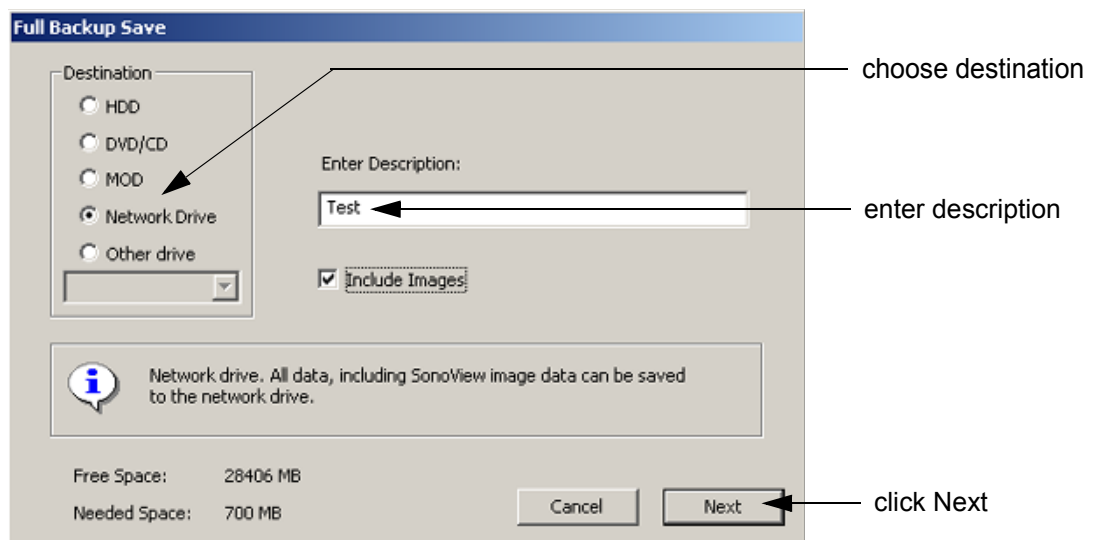 Full Backup Save
Destination
HDD
DVD/CD
MOD
Network Drive
Other drive
Enter Description:
Test
Include Images
Network drive. All data, including SonoView image data can be saved
to the network drive.
Free Space: 28406 MB
Needed Space: 700 MB
Cancel
Next
choose destination
enter description
click Next